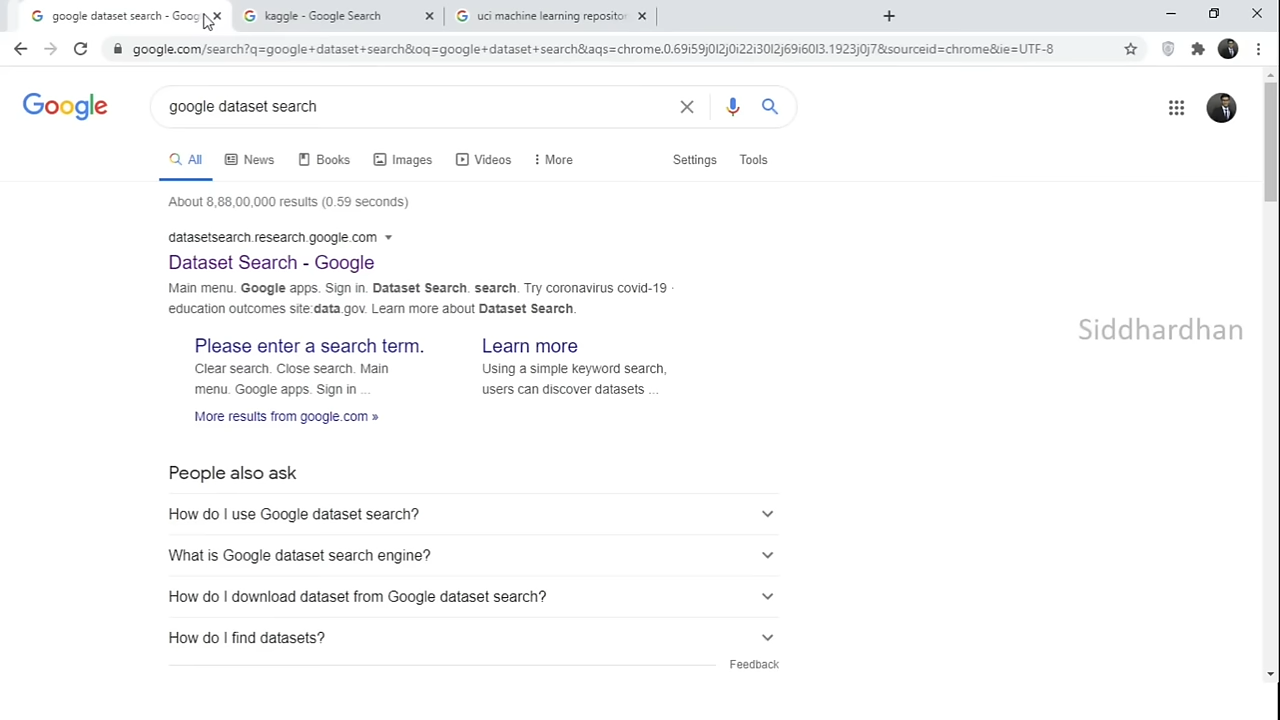 google dataset search - Goog
kaggle - Google Search
uci machine learning repositor
google.com/search?q=google+dataset+search&oq=google+dataset+search&aqs=chrome.0.69i59j0l2j0i22i30l2j69i60l3.1923j0j7&sourceid=chrome&ie=UTF-8
Google
google dataset search
All
News
Books
Images
Videos
More
Settings
Tools
About 8,88,00,000 results (0.59 seconds)
datasetsearch.research.google.com
Dataset Search - Google
Main menu. Google apps. Sign in. Dataset Search. search. Try coronavirus covid-19 ·
education outcomes site:data.gov. Learn more about Dataset Search.
Siddhardhan
Please enter a search term.
Clear search. Close search. Main
menu. Google apps. Sign in ...
Learn more
Using a simple keyword search,
users can discover datasets ...
More results from google.com »
People also ask
How do I use Google dataset search?
What is Google dataset search engine?
How do I download dataset from Google dataset search?
How do I find datasets?
Feedback